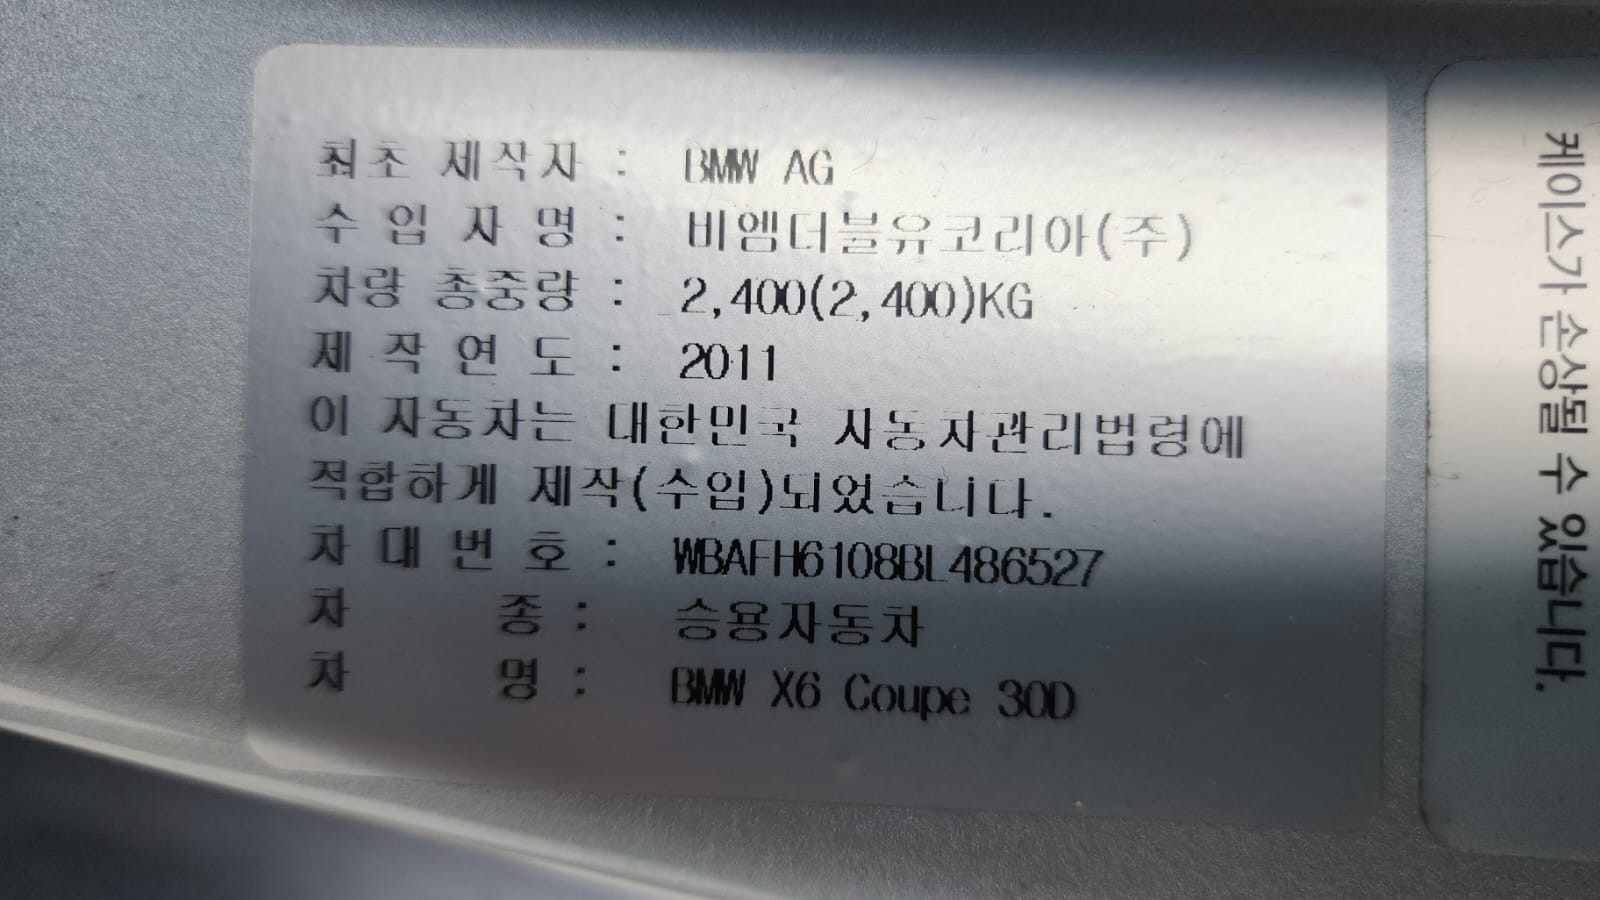 최초 제작자 : BMW AG
수 입 자 명 : 비엠더블유코리아(주)
차량 총중량 : 2,400(2,400)KG
제 작 연 도 : 2011
이 자동차는 대한민국 자동차관리법령에
적합하게 제작(수입)되었습니다.
차 대 번 호 : WBAFH6108BL486527
차 종 : 승용자동차
차 명 : BMW X6 Coupe 30D
케이스가 손상될 수 있습니다.